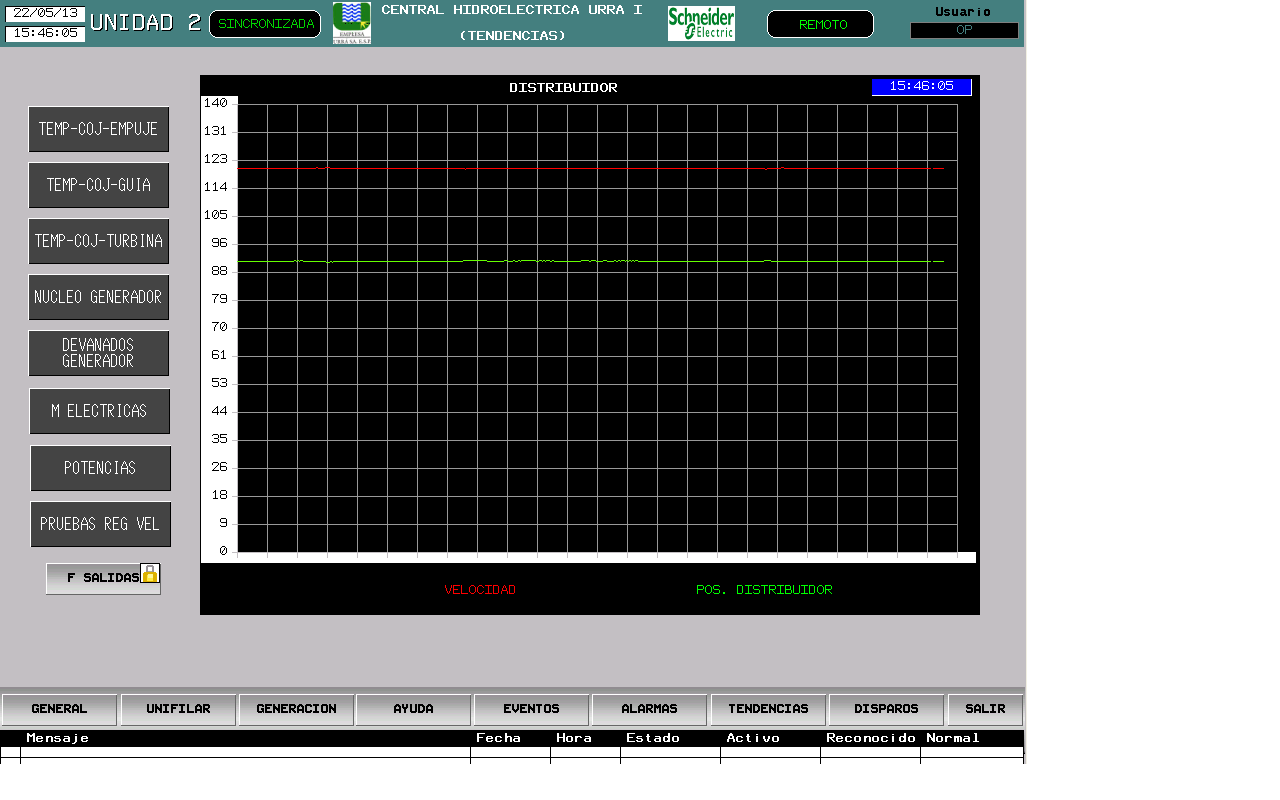 22/05/13
15:46:05
UNIDAD 2
SINCRONIZADA
EMPRESA
URRÁ S.A. E.S.P.
CENTRAL HIDROELECTRICA URRA I
(TENDENCIAS)
Schneider
Electric
REMOTO
Usuario
OP
TEMP-COJ-EMPUJE
TEMP-COJ-GUIA
TEMP-COJ-TURBINA
NUCLEO GENERADOR
DEVANADOS
GENERADOR
M ELECTRICAS
POTENCIAS
PRUEBAS REG VEL
F SALIDAS
DISTRIBUIDOR
15:46:05
140
131
123
114
105
96
88
79
70
61
53
44
35
26
18
9
0
VELOCIDAD
POS. DISTRIBUIDOR
GENERAL
UNIFILAR
GENERACION
AYUDA
EVENTOS
ALARMAS
TENDENCIAS
DISPAROS
SALIR
Mensaje
Fecha
Hora
Estado
Activo
Reconocido
Normal